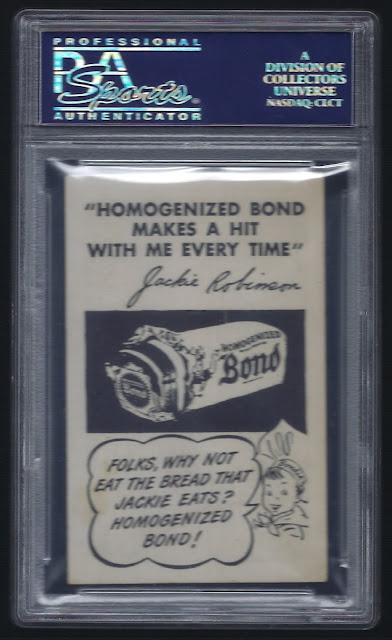 PROFESSIONAL
PSA
Sports
AUTHENTICATOR
A
DIVISION OF
COLLECTORS
UNIVERSE
NASDAQ: CLCT
"HOMOGENIZED BOND
MAKES A HIT
WITH ME EVERY TIME"
Jackie Robinson
HOMOGENIZED
Bond
FOLKS, WHY NOT
EAT THE BREAD THAT
JACKIE EATS?
HOMOGENIZED
BOND!